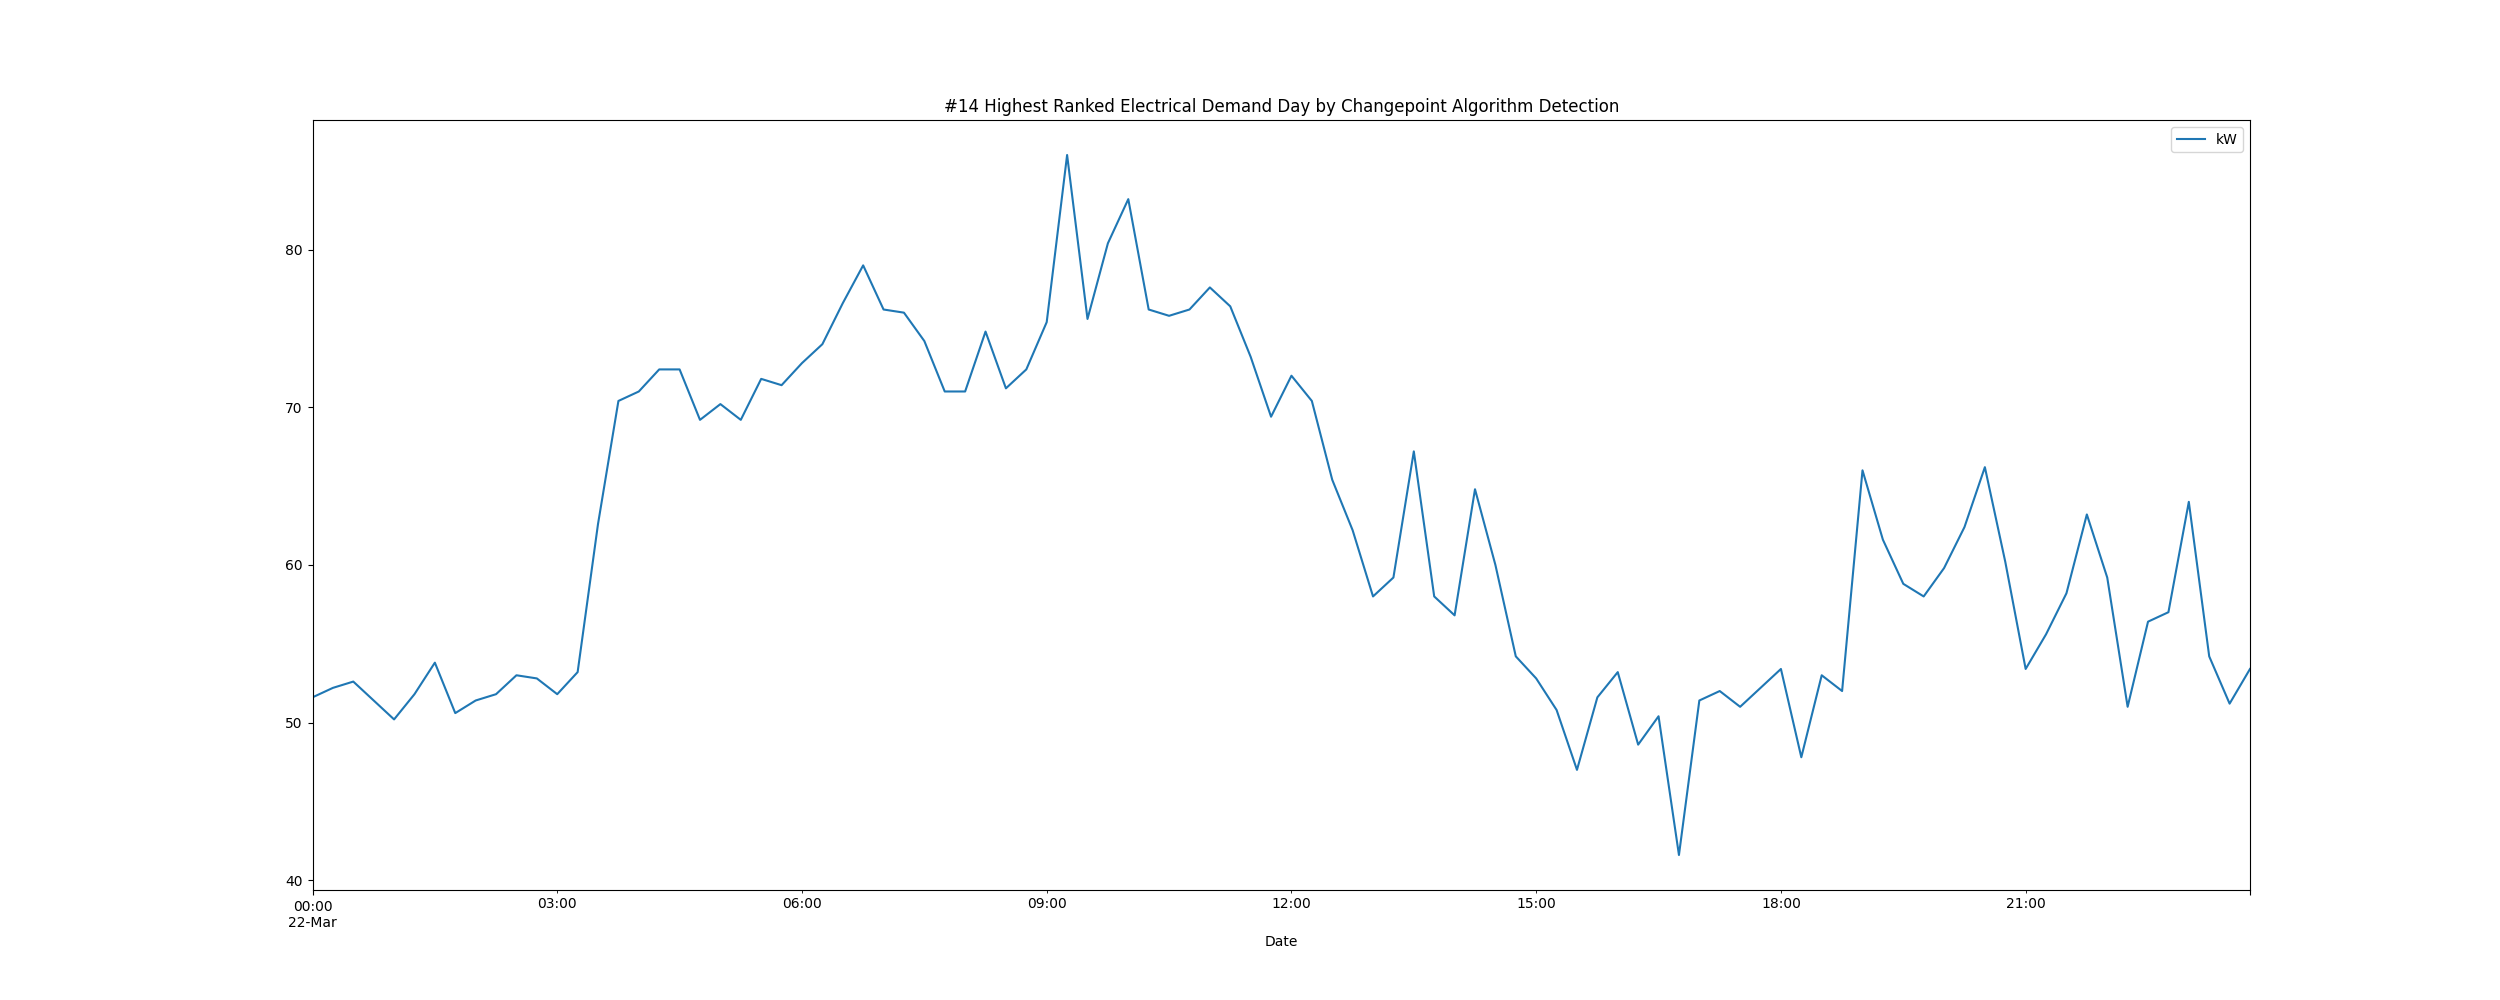 #14 Highest Ranked Electrical Demand Day by Changepoint Algorithm Detection
kW
80
70
60
50
40
00:00 03:00 06:00 09:00 12:00 15:00 18:00 21:00
22-Mar
Date